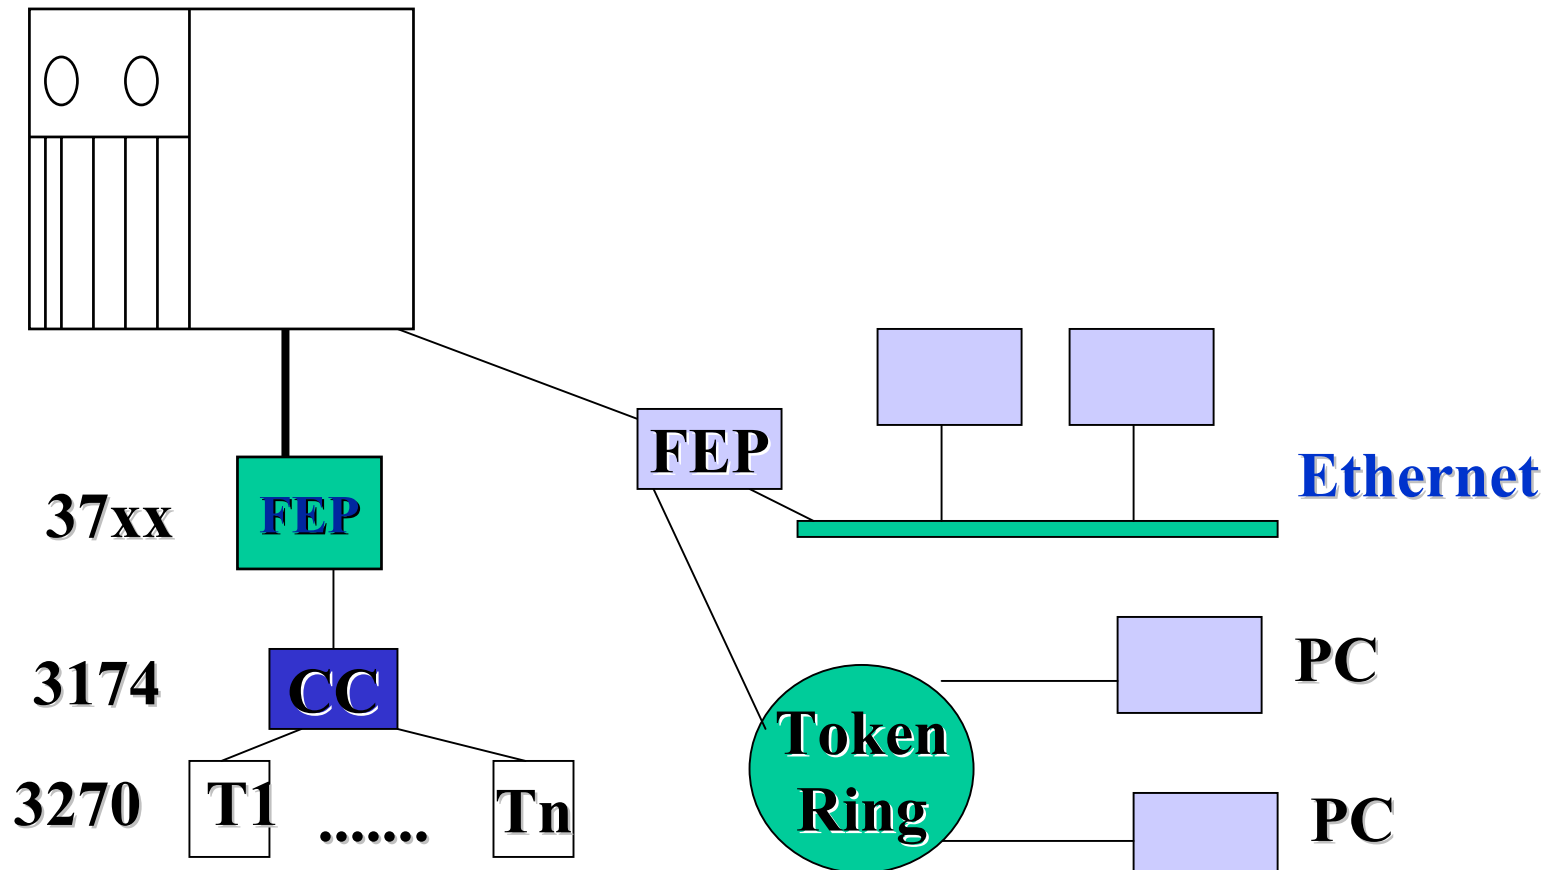 FEP
Ethernet
37xx
FEP
3174
CC
PC
Token
Ring
3270
T1
.......
Tn
PC